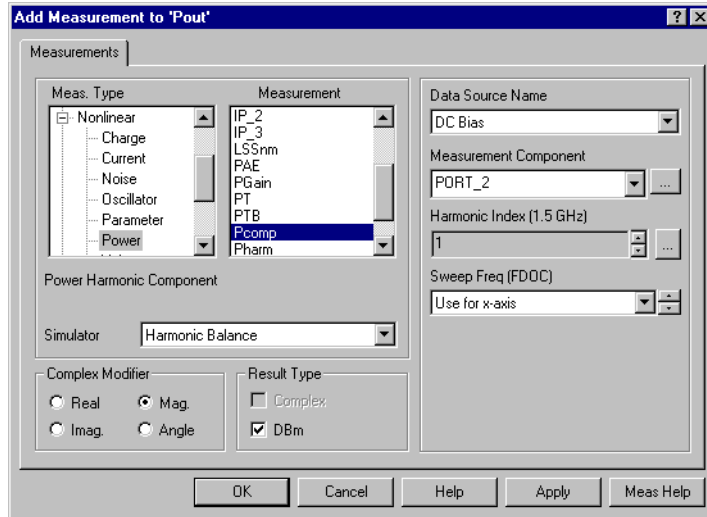 Add Measurement to 'Pout'
Measurements
Meas. Type
Nonlinear
Charge
Current
Noise
Oscillator
Parameter
Power
Measurement
IP_2
IP_3
LSSnm
PAE
PGain
PT
PTB
Pcomp
Pharm
Power Harmonic Component
Simulator
Harmonic Balance
Complex Modifier
Real
Mag.
Imag.
Angle
Result Type
Complex
DBm
Data Source Name
DC Bias
Measurement Component
PORT_2
...
Harmonic Index (1.5 GHz)
1
...
Sweep Freq (FDOC)
Use for x-axis
OK
Cancel
Help
Apply
Meas Help